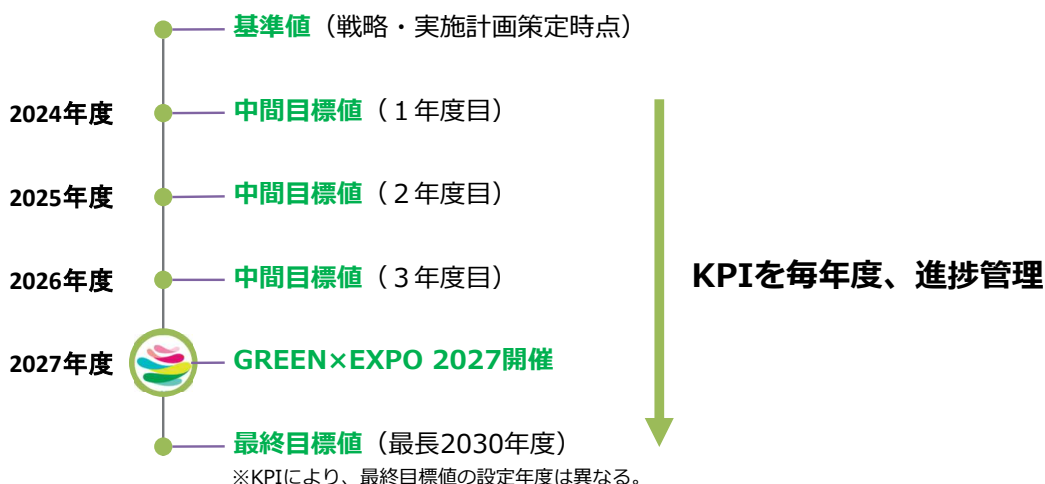 基準値（戦略・実施計画策定時点）
2024年度 中間目標値（１年度目）
2025年度 中間目標値（２年度目）
2026年度 中間目標値（３年度目）
KPIを毎年度、進捗管理
2027年度 GREEN×EXPO 2027開催
最終目標値（最長2030年度）
※KPIにより、最終目標値の設定年度は異なる。